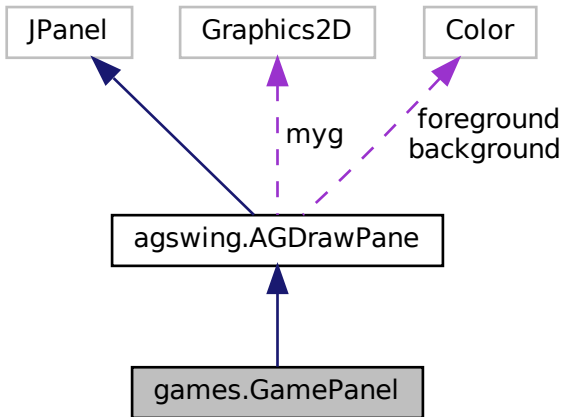 JPanel
Graphics2D
Color
myg
foreground
background
agswing.AGDrawPane
games.GamePanel